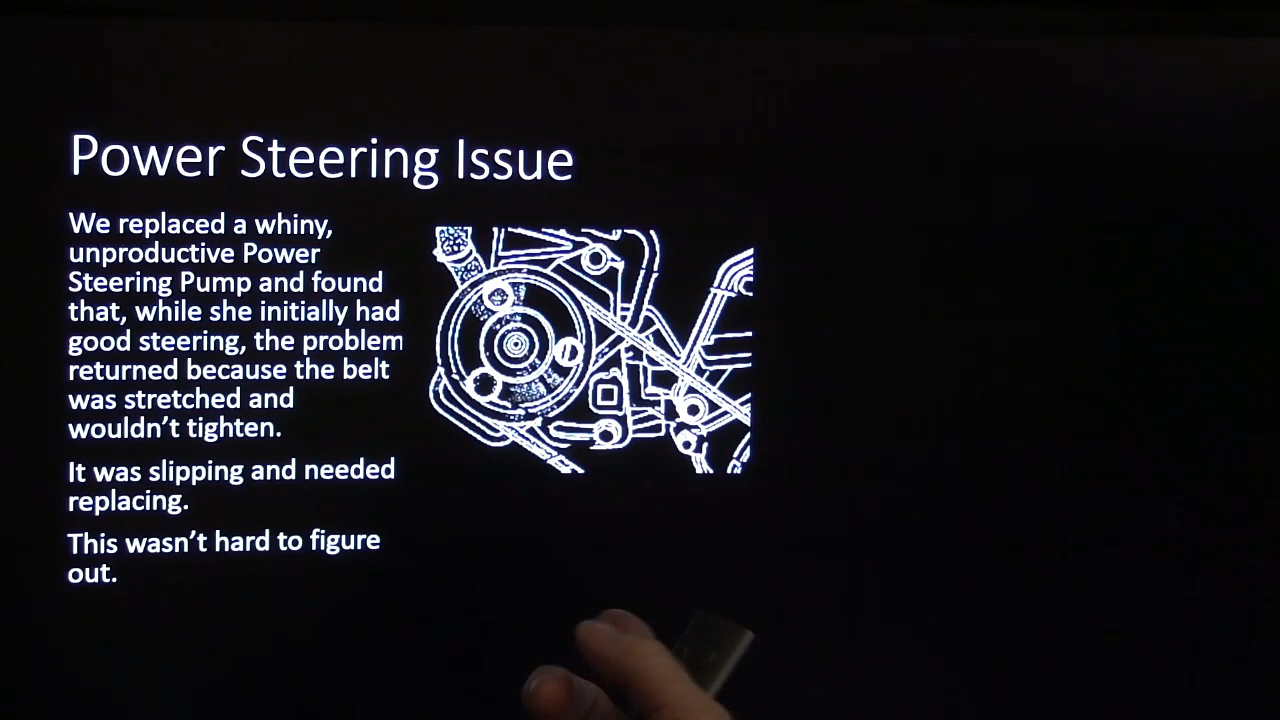 Power Steering Issue
We replaced a whiny,
unproductive Power
Steering Pump and found
that, while she initially had
good steering, the problem
returned because the belt
was stretched and
wouldn’t tighten.
It was slipping and needed
replacing.
This wasn’t hard to figure
out.